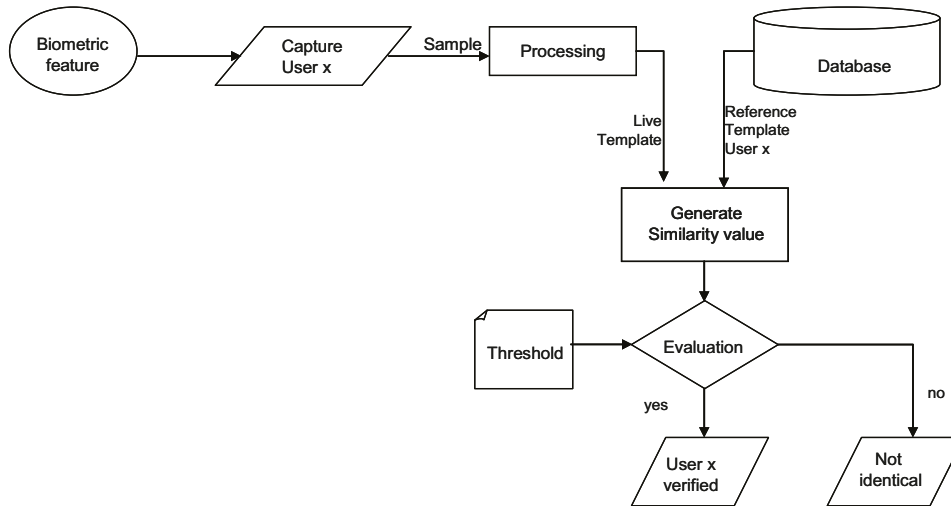 Biometric
feature
Capture
User x
Sample
Processing
Database
Live
Template
Reference
Template
User x
Generate
Similarity value
Threshold
Evaluation
yes
no
User x
verified
Not
identical